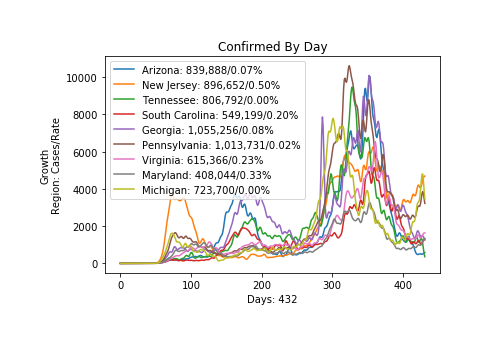 Confirmed By Day
Growth
Region: Cases/Rate
10000
8000
6000
4000
2000
0
Arizona: 839,888/0.07%
New Jersey: 896,652/0.50%
Tennessee: 806,792/0.00%
South Carolina: 549,199/0.20%
Georgia: 1,055,256/0.08%
Pennsylvania: 1,013,731/0.02%
Virginia: 615,366/0.23%
Maryland: 408,044/0.33%
Michigan: 723,700/0.00%
0 100 200 300 400
Days: 432